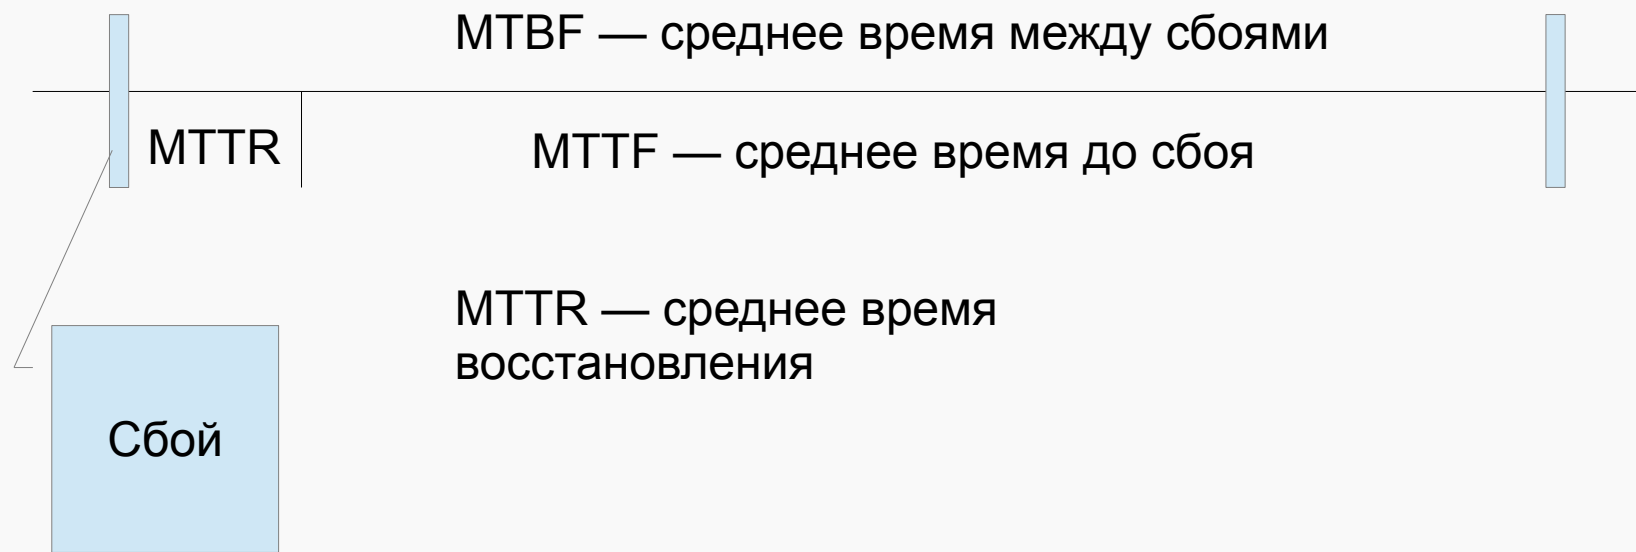 MTBF — среднее время между сбоями
MTTR
MTTF — среднее время до сбоя
MTTR — среднее время
восстановления
Сбой